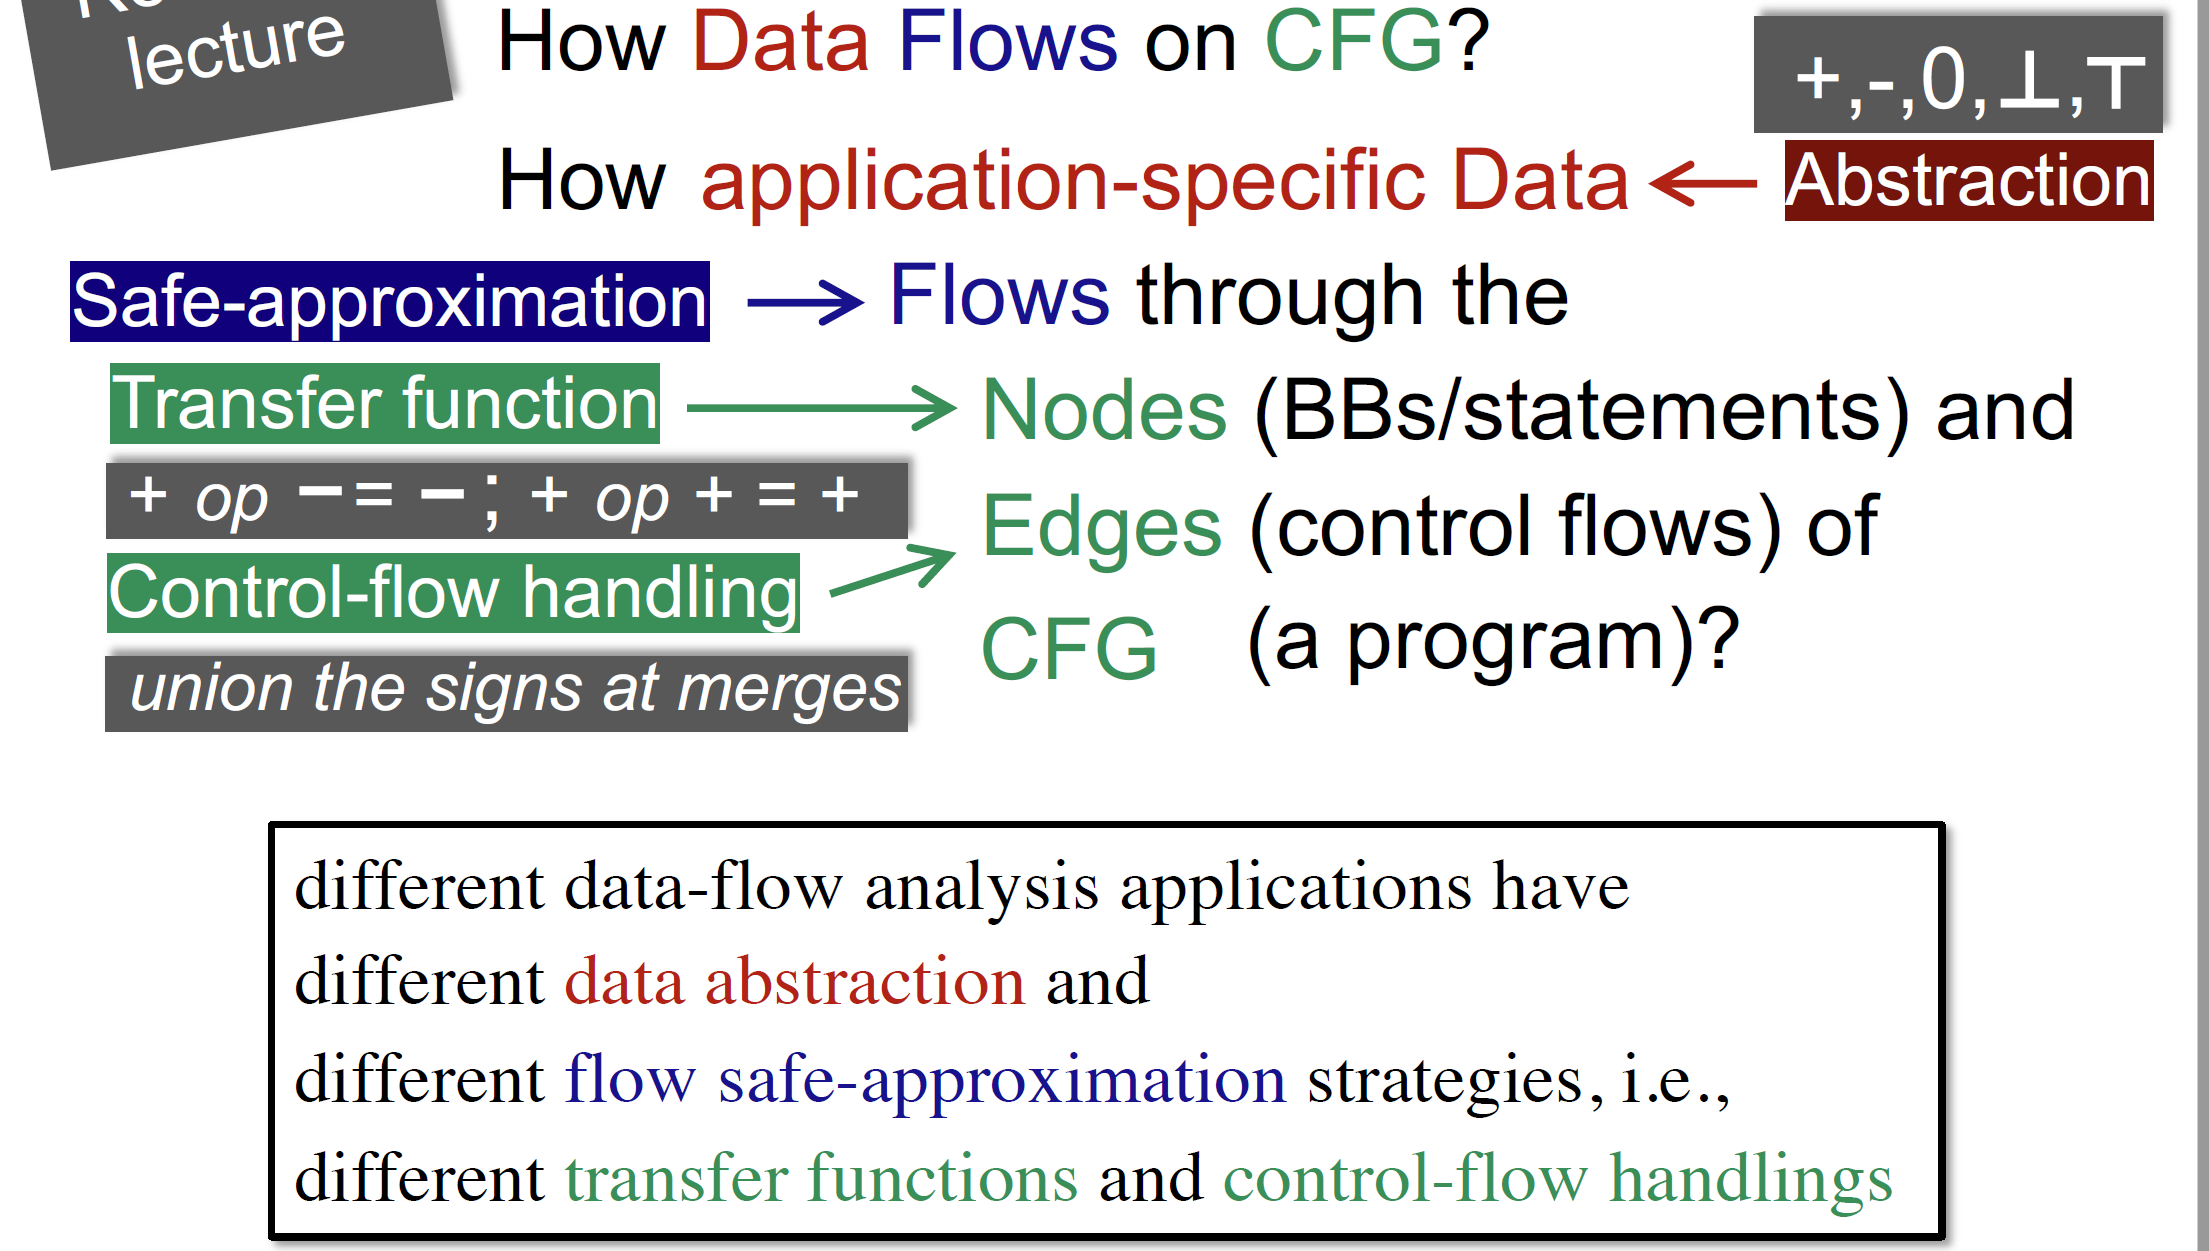 lecture
How Data Flows on CFG?
+,-,0,⊥,⊤
How application-specific Data
Abstraction
Safe-approximation
Flows through the
Transfer function
Nodes (BBs/statements) and
+ op − = − ; + op + = +
Edges (control flows) of
Control-flow handling
CFG (a program)?
union the signs at merges
different data-flow analysis applications have
different data abstraction and
different flow safe-approximation strategies, i.e.,
different transfer functions and control-flow handlings